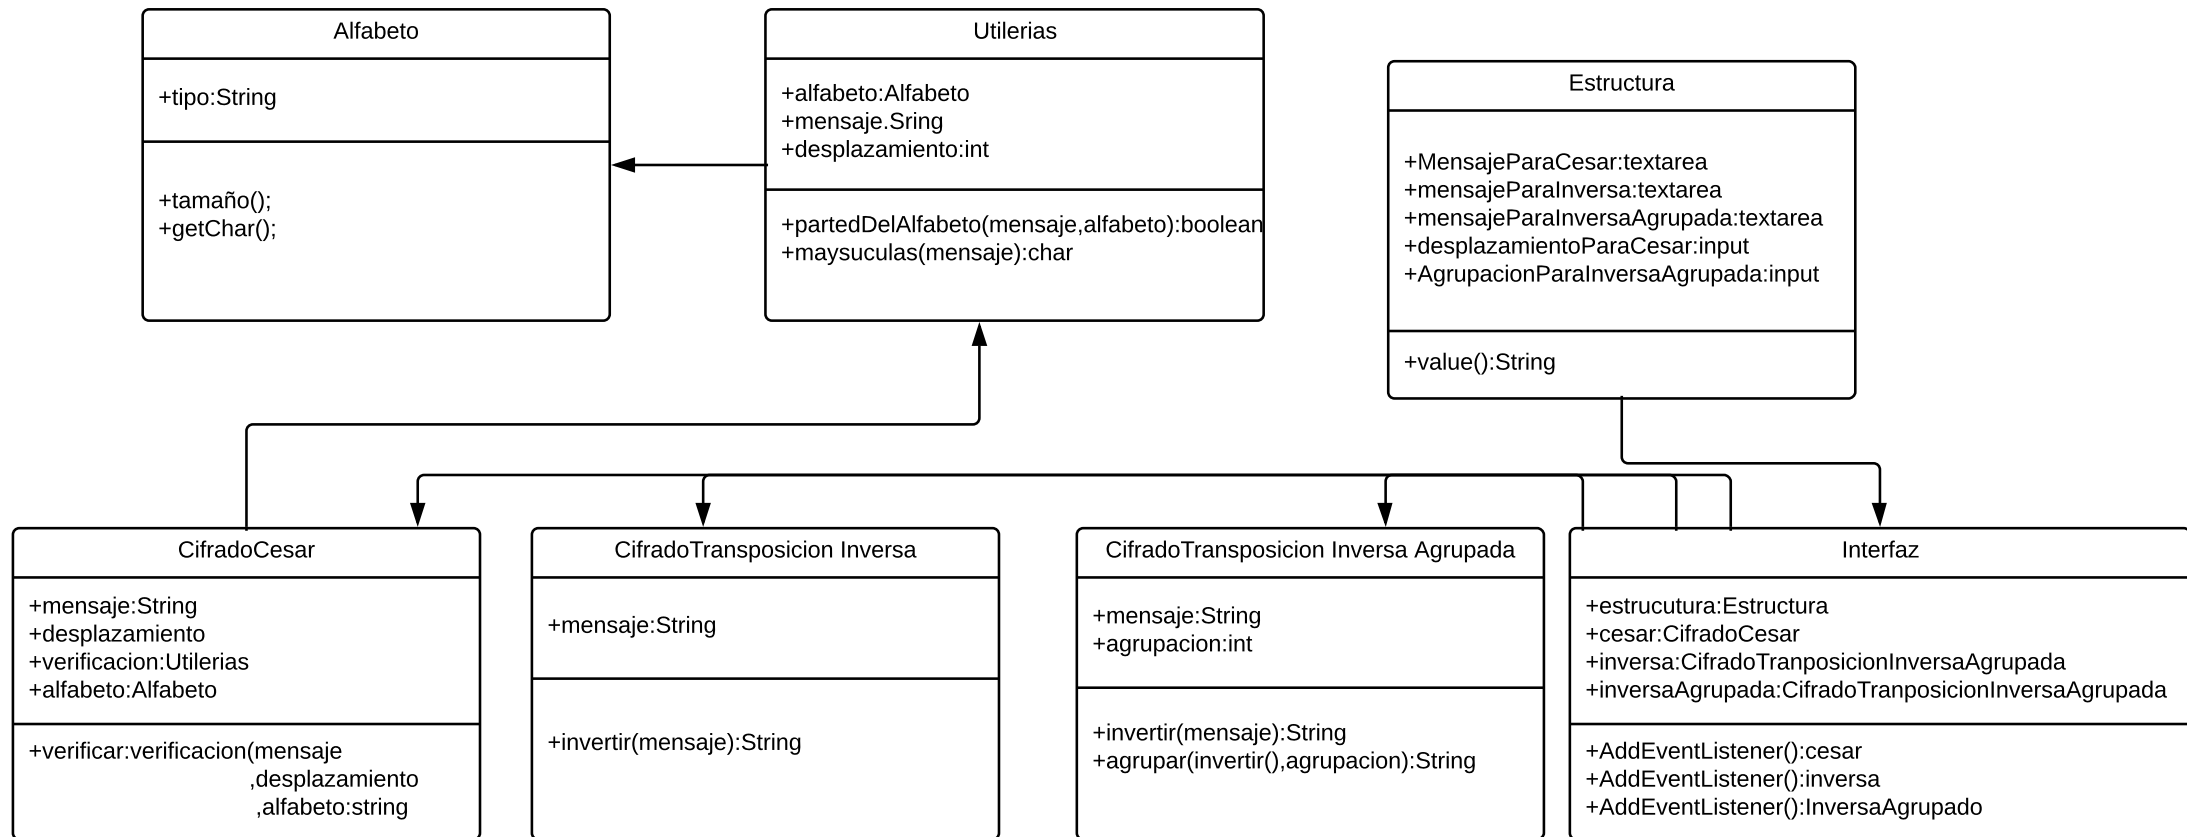 Alfabeto
+tipo:String
+tamaño();
+getChar();
Utilerias
+alfabeto:Alfabeto
+mensaje.Sring
+desplazamiento:int
+partedDelAlfabeto(mensaje,alfabeto):boolean
+maysuculas(mensaje):char
Estructura
+MensajeParaCesar:textarea
+mensajeParaInversa:textarea
+mensajeParaInversaAgrupada:textarea
+desplazamientoParaCesar:input
+AgrupacionParaInversaAgrupada:input
+value():String
CifradoCesar
+mensaje:String
+desplazamiento
+verificacion:Utilerias
+alfabeto:Alfabeto
+verificar:verificacion(mensaje
,desplazamiento
,alfabeto:string
CifradoTransposicion Inversa
+mensaje:String
+invertir(mensaje):String
CifradoTransposicion Inversa Agrupada
+mensaje:String
+agrupacion:int
+invertir(mensaje):String
+agrupar(invertir(),agrupacion):String
Interfaz
+estrucutura:Estructura
+cesar:CifradoCesar
+inversa:CifradoTranposicionInversaAgrupada
+inversaAgrupada:CifradoTranposicionInversaAgrupada
+AddEventListener():cesar
+AddEventListener():inversa
+AddEventListener():InversaAgrupado